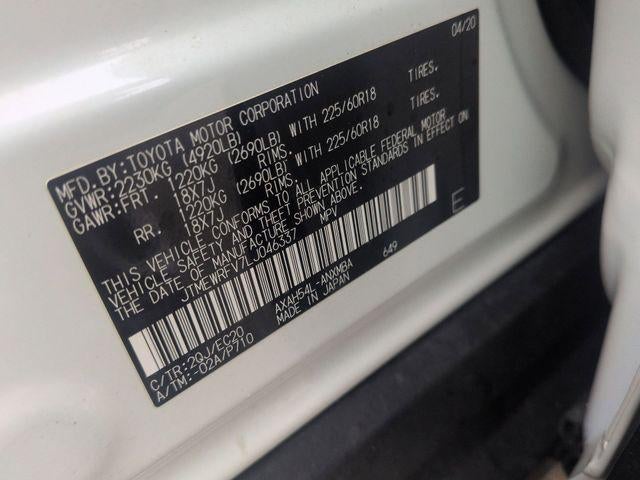 MFD.BY:TOYOTA MOTOR CORPORATION 04/20
GVWR:2230KG (4920LB)
GAWR:FRT. 1220KG (2690LB) WITH 225/60R18 TIRES.
18X7J RIMS.
RR. 1220KG (2690LB) WITH 225/60R18 TIRES.
18X7J RIMS.
THIS VEHICLE CONFORMS TO ALL APPLICABLE FEDERAL MOTOR
VEHICLE SAFETY AND THEFT PREVENTION STANDARDS IN EFFECT ON
THE DATE OF MANUFACTURE SHOWN ABOVE.
JTMEWRFV7LJ046337 MPV E
C/TR:2QJ/EC20 AXAH54L-ANXMBA 649
A/TM:-02A/P710 MADE IN JAPAN